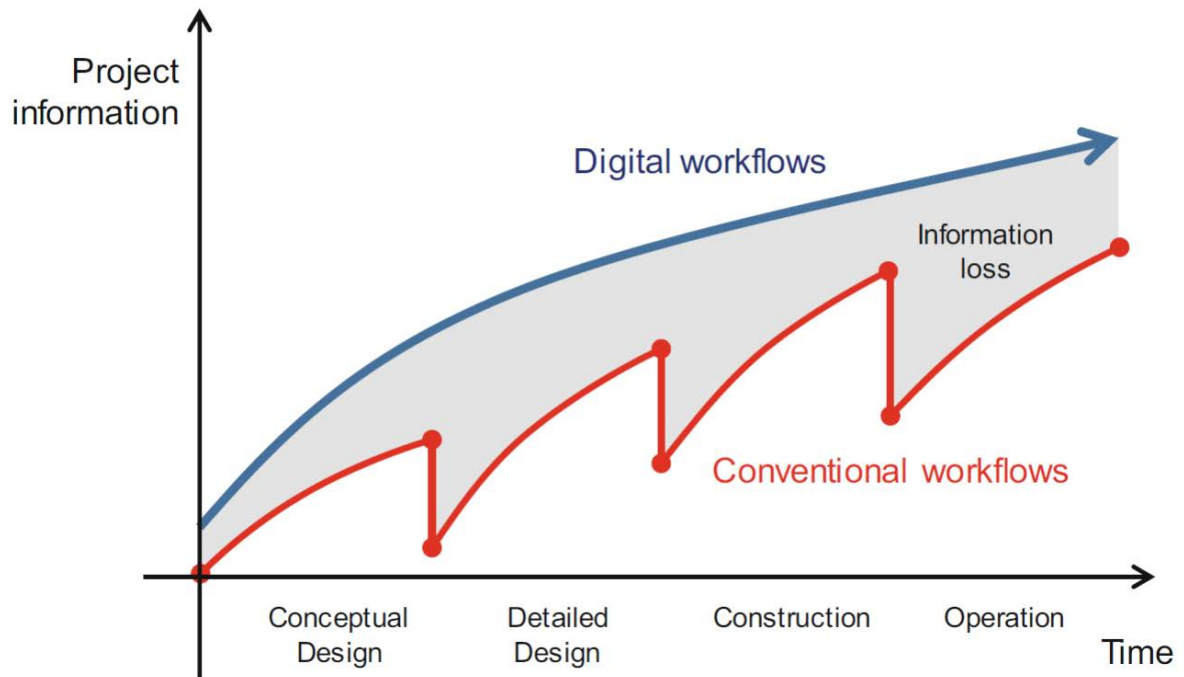 Project
information
Digital workflows
Information
loss
Conventional workflows
Conceptual
Design
Detailed
Design
Construction
Operation
Time